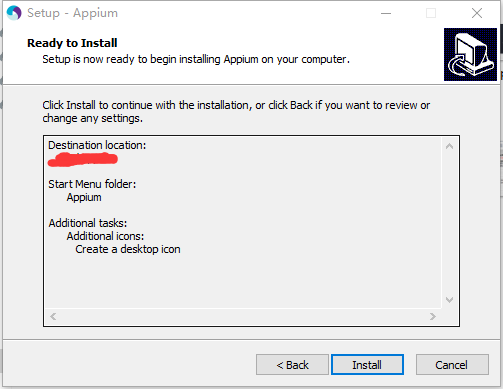 Setup - Appium
Ready to Install
Setup is now ready to begin installing Appium on your computer.
Click Install to continue with the installation, or click Back if you want to review or
change any settings.
Destination location:
Start Menu folder:
Appium
Additional tasks:
Additional icons:
Create a desktop icon
< Back
Install
Cancel